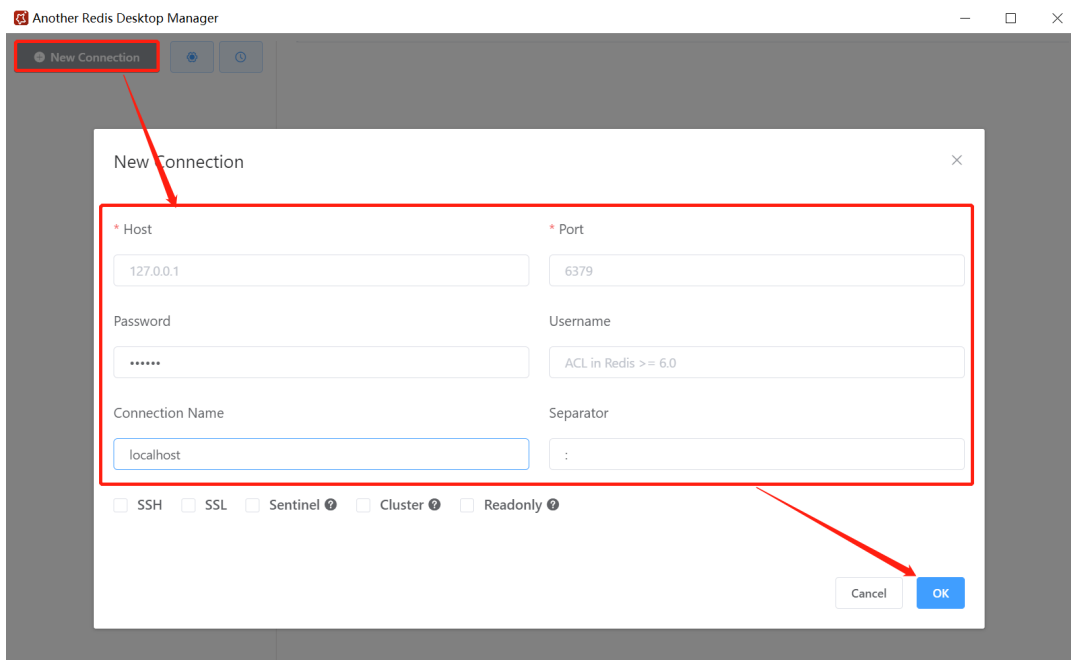 Another Redis Desktop Manager
New Connection
New Connection
* Host
* Port
127.0.0.1
6379
Password
Username
••••••
ACL in Redis >= 6.0
Connection Name
Separator
localhost
:
SSH SSL Sentinel Cluster Readonly
Cancel OK